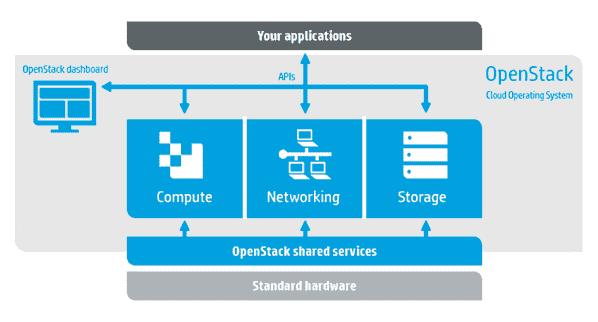 Your applications
OpenStack dashboard
APIs
OpenStack
Cloud Operating System
Compute
Networking
Storage
OpenStack shared services
Standard hardware